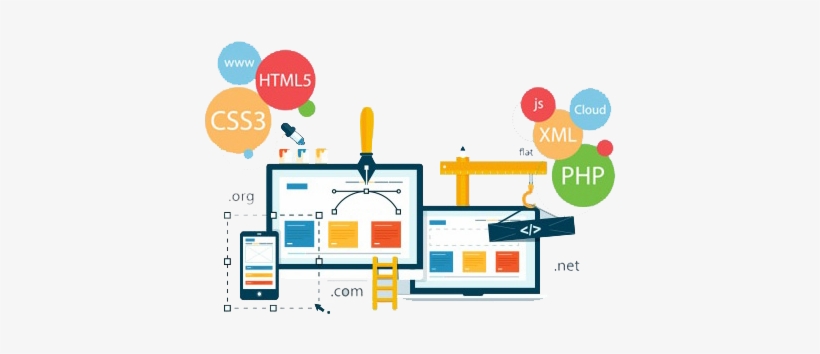 www
HTML5
CSS3
js
Cloud
XML
flat
PHP
.org
</>
.net
.com